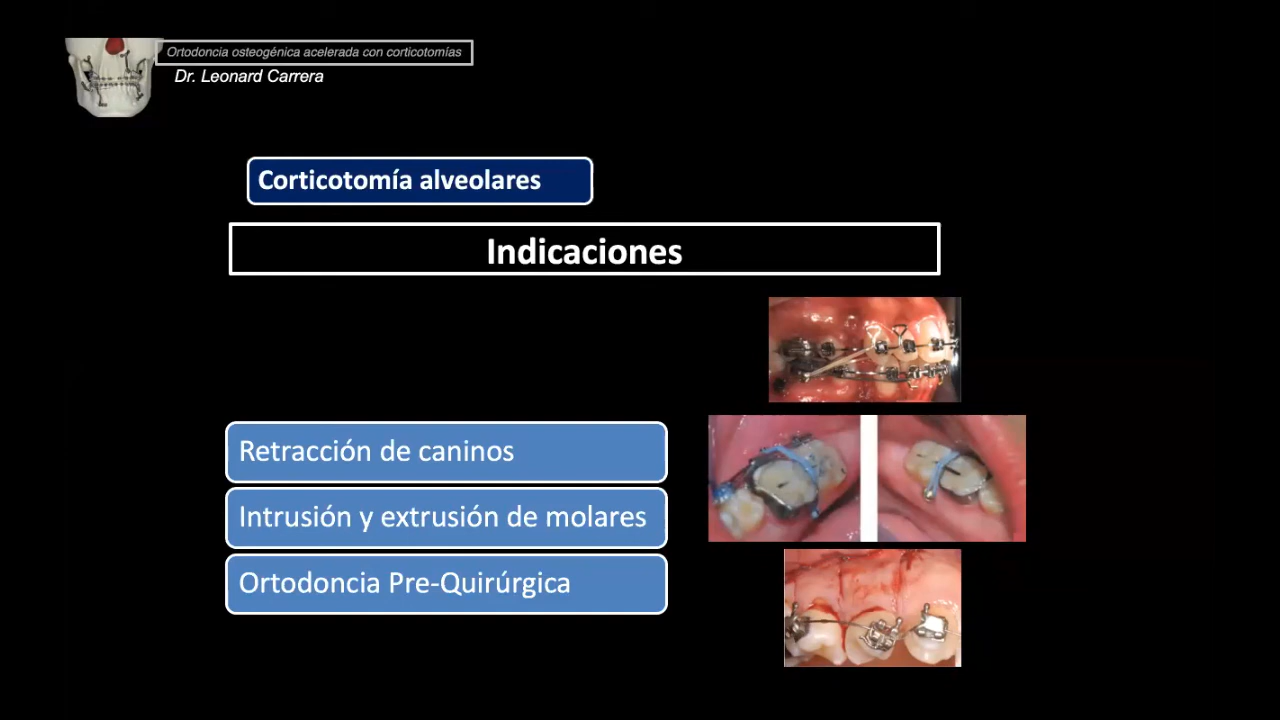 Ortodoncia osteogénica acelerada con corticotomías
Dr. Leonard Carrera
Corticotomía alveolares
Indicaciones
Retracción de caninos
Intrusión y extrusión de molares
Ortodoncia Pre-Quirúrgica